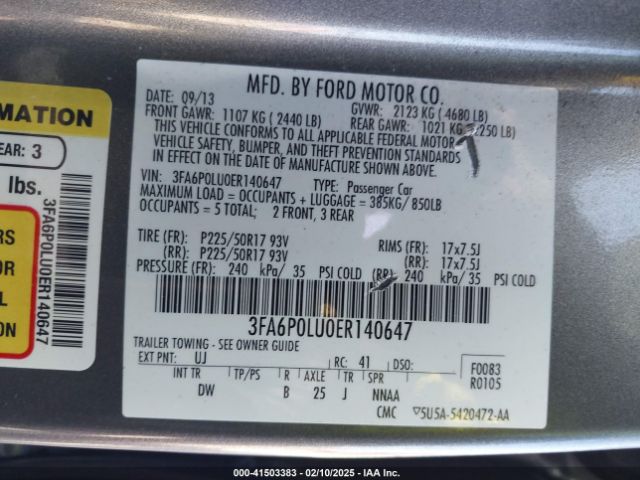 RMATION
EAR: 3
lbs.
RS
OR
L
ON
3FA6P0LU0ER140647
MFD. BY FORD MOTOR CO.
DATE: 09/13 GVWR: 2123 KG (4680 LB)
FRONT GAWR: 1107 KG (2440 LB) REAR GAWR: 1021 KG 250 LB)
THIS VEHICLE CONFORMS TO ALL APPLICABLE FEDERAL MOTOR
VEHICLE SAFETY, BUMPER, AND THEFT PREVENTION STANDARDS
IN EFFECT ON THE DATE OF MANUFACTURE SHOWN ABOVE.
VIN: 3FA6P0LU0ER140647 TYPE: Passenger Car
MAXIMUM LOAD = OCCUPANTS + LUGGAGE = 385KG/ 850LB
OCCUPANTS = 5 TOTAL; 2 FRONT, 3 REAR
TIRE (FR): P225/50R17 93V RIMS (FR): 17x7.5J
(RR): P225/50R17 93V (RR): 17x7.5J
PRESSURE (FR): 240 kPa/ 35 PSI COLD (RR): 240 kPa/ 35 PSI COLD
3FA6P0LU0ER140647
TRAILER TOWING - SEE OWNER GUIDE
EXT PNT: UJ RC: 41 DSO: F0083
INT TR TP/PS R AXLE TR SPR R0105
DW B 25 J NNAA
CMC ▽5U5A-5420472-AA
000-41503383 / 02/10/2025 — IAA Inc.